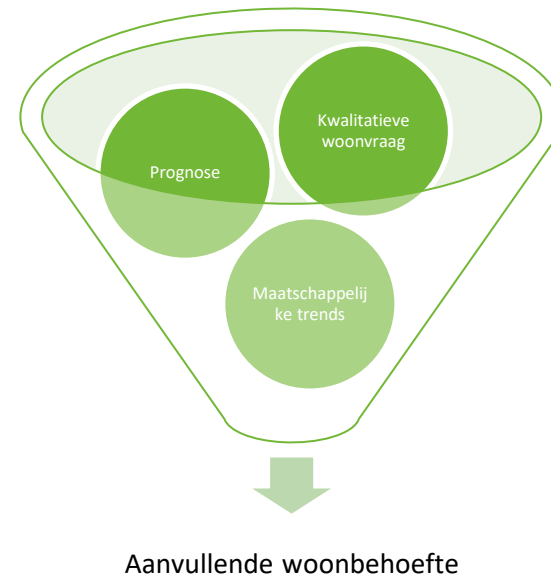 Kwalitatieve
woonvraag
Prognose
Maatschappelij
ke trends
Aanvullende woonbehoefte